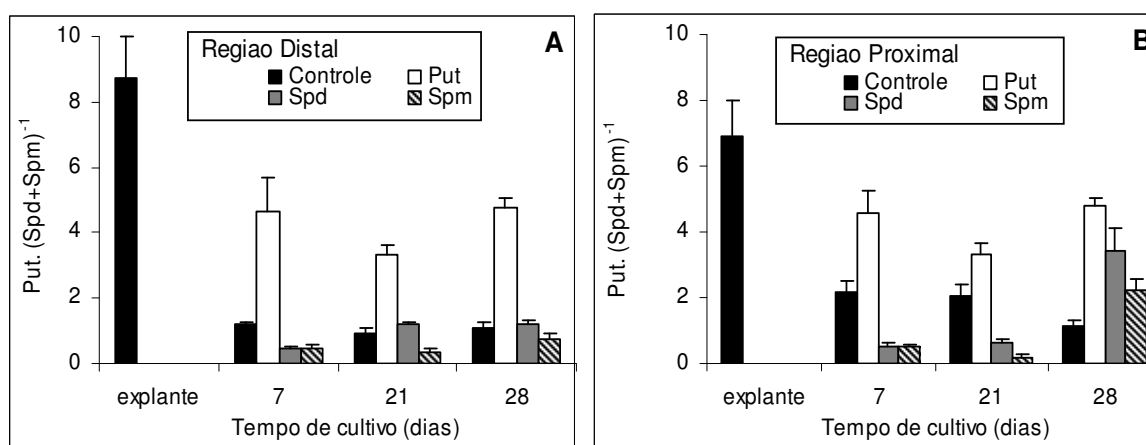 A
Regiao Distal
Controle Put
Spd Spm
Put. (Spd+Spm)⁻¹
10
8
6
4
2
0
explante 7 21 28
Tempo de cultivo (dias)
B
Regiao Proximal
Controle Put
Spd Spm
Put. (Spd+Spm)⁻¹
10
8
6
4
2
0
explante 7 21 28
Tempo de cultivo (dias)